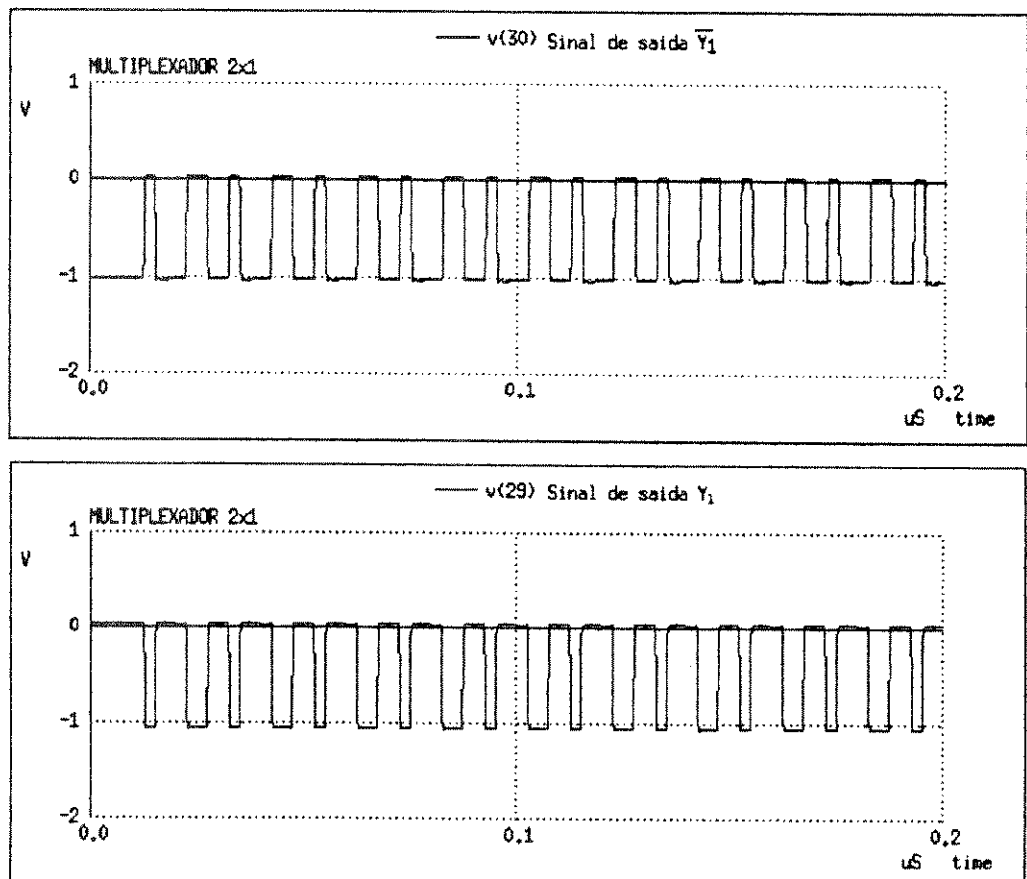 v(30) Sinal de saida Y̅₁
MULTIPLEXADOR 2x1
1
V
0
-1
-2
0.0
0.1
0.2
uS time
v(29) Sinal de saida Y₁
MULTIPLEXADOR 2x1
1
V
0
-1
-2
0.0
0.1
0.2
uS time